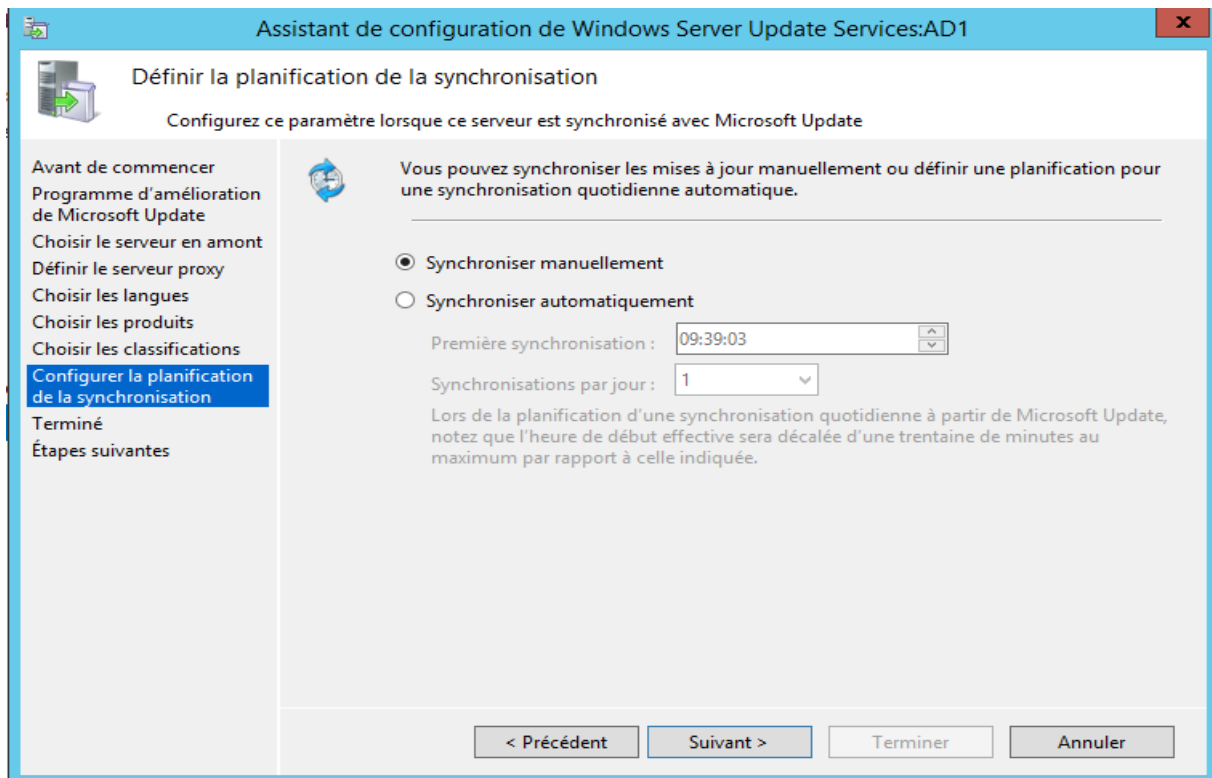 Assistant de configuration de Windows Server Update Services:AD1
x
Définir la planification de la synchronisation
Configurez ce paramètre lorsque ce serveur est synchronisé avec Microsoft Update
Avant de commencer
Programme d'amélioration
de Microsoft Update
Choisir le serveur en amont
Définir le serveur proxy
Choisir les langues
Choisir les produits
Choisir les classifications
Configurer la planification
de la synchronisation
Terminé
Étapes suivantes
Vous pouvez synchroniser les mises à jour manuellement ou définir une planification pour
une synchronisation quotidienne automatique.
Synchroniser manuellement
Synchroniser automatiquement
Première synchronisation : 09:39:03
Synchronisations par jour : 1
Lors de la planification d'une synchronisation quotidienne à partir de Microsoft Update,
notez que l'heure de début effective sera décalée d'une trentaine de minutes au
maximum par rapport à celle indiquée.
< Précédent Suivant > Terminer Annuler